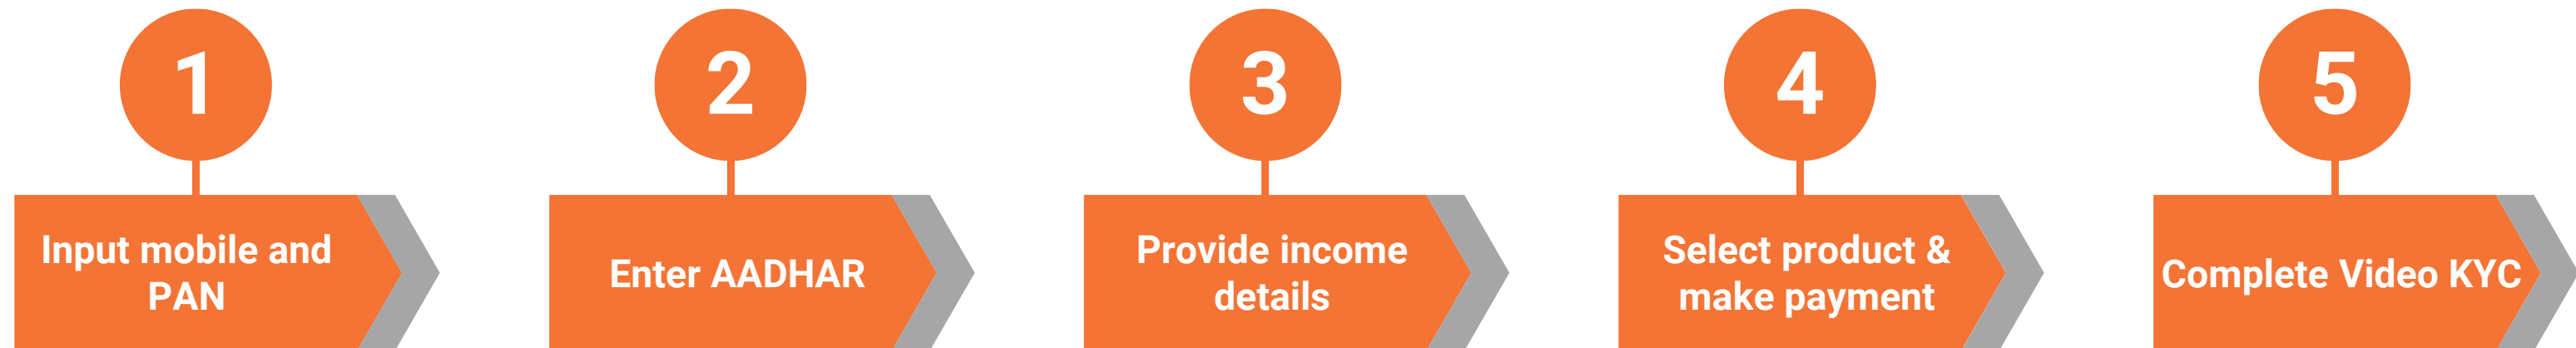 1
Input mobile and
PAN
2
Enter AADHAR
3
Provide income
details
4
Select product &
make payment
5
Complete Video KYC